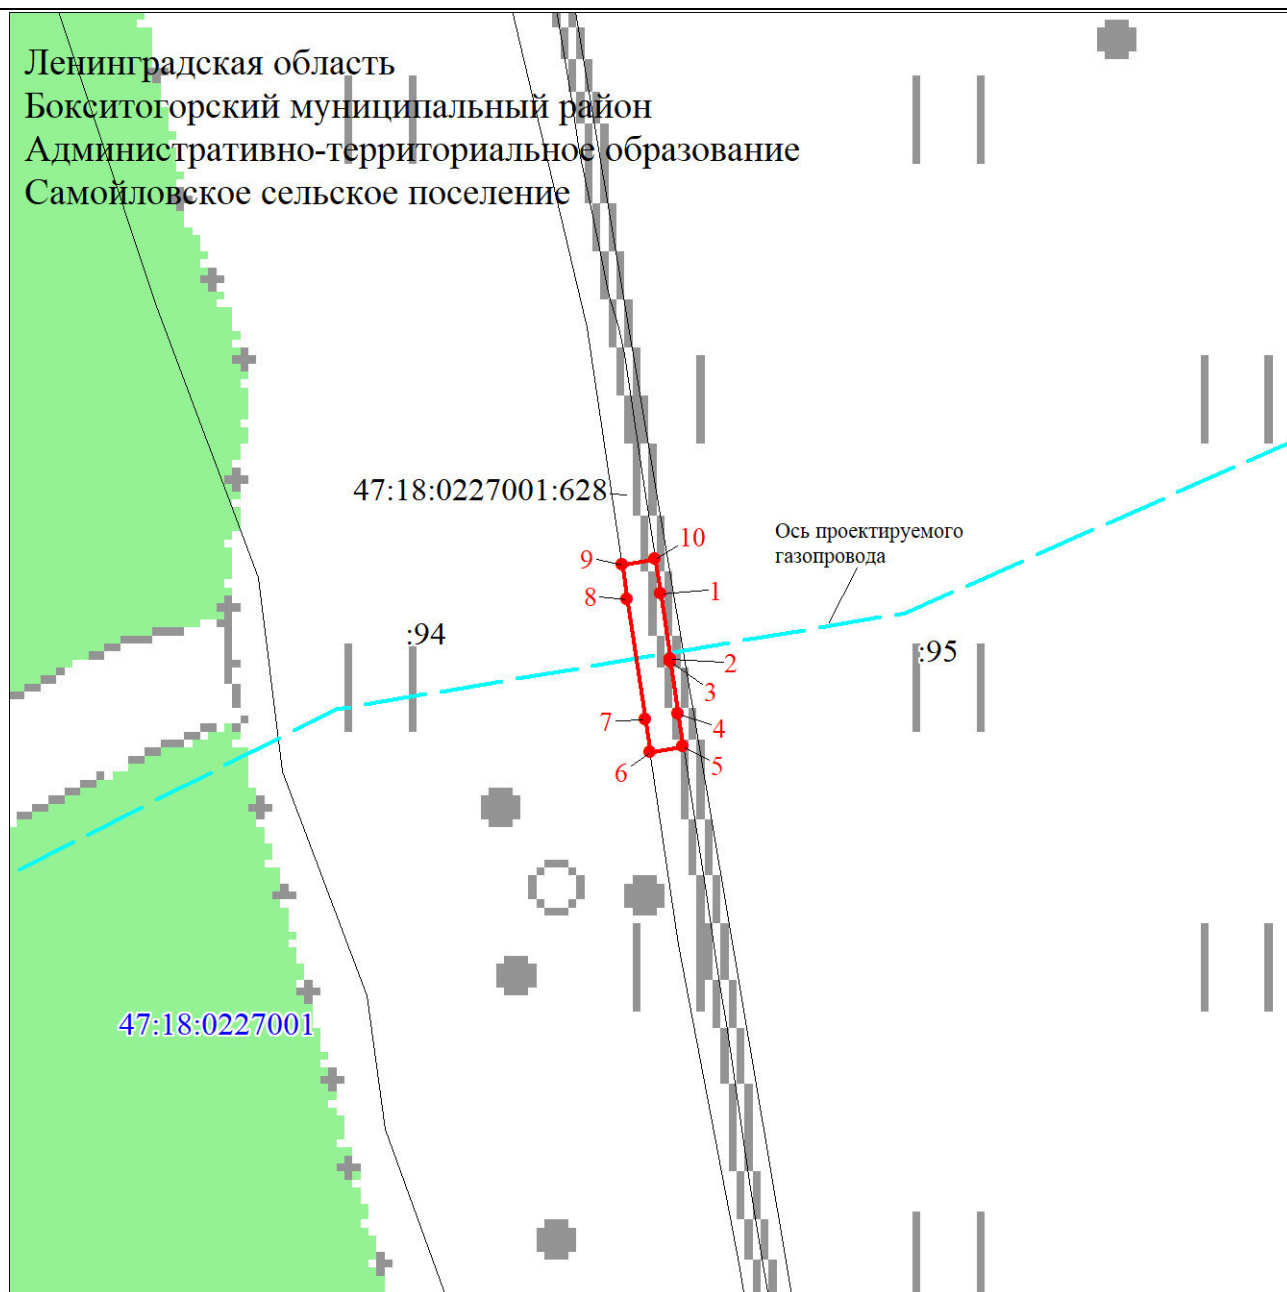 Ленинградская область
Бокситогорский муниципальный район
Административно-территориальное образование
Самойловское сельское поселение
47:18:0227001:628
Ось проектируемого
газопровода
10
9
1
8
:94
:95
2
3
7
4
6
5
47:18:0227001